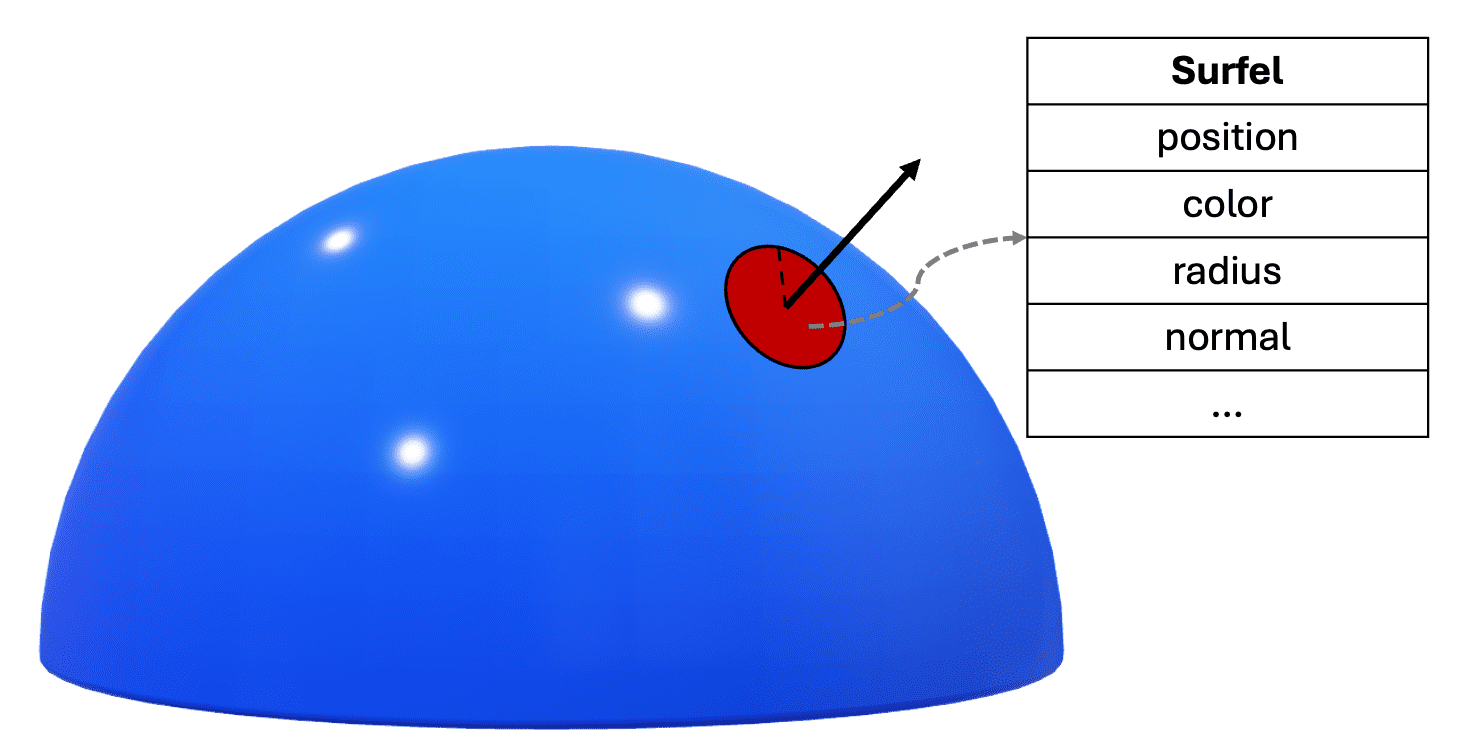 Surfel
position
color
radius
normal
...